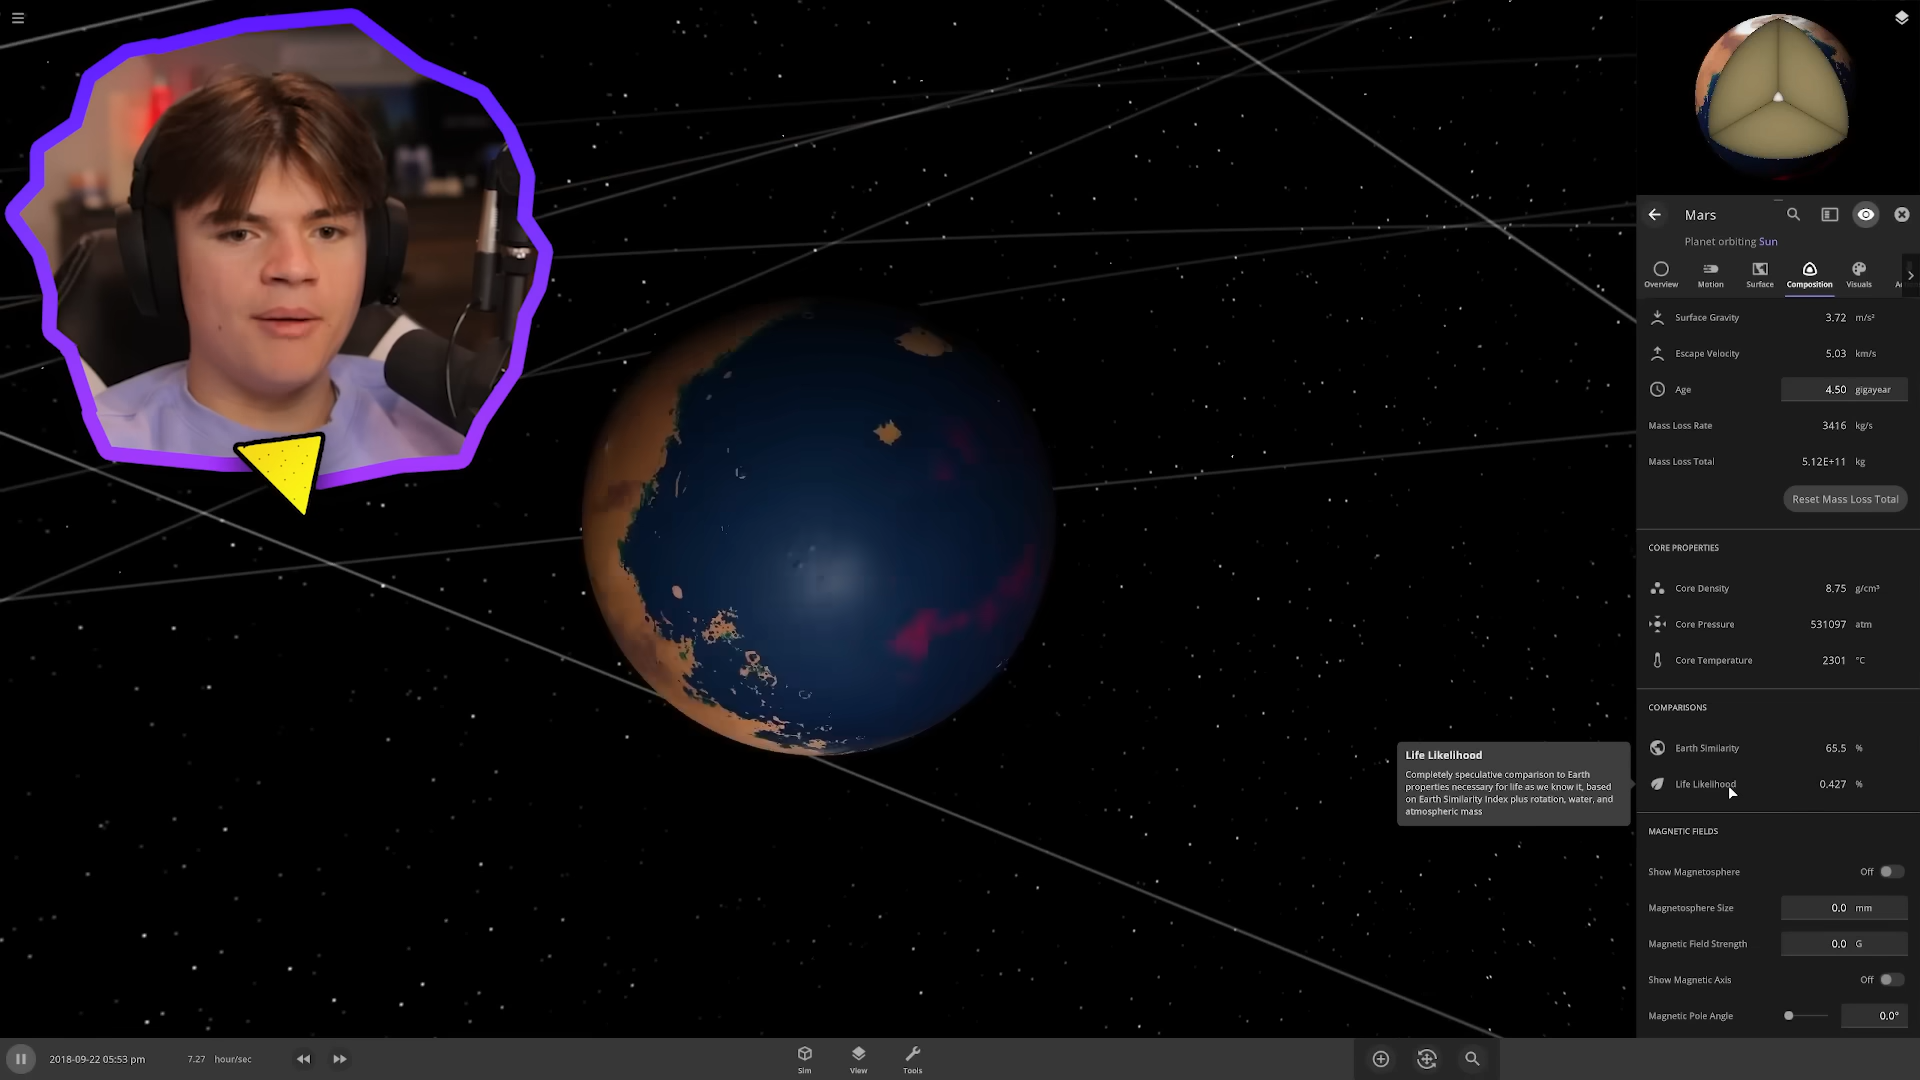 Mars
Planet orbiting Sun
Overview Motion Surface Composition Visuals
Surface Gravity 3.72 m/s²
Escape Velocity 5.03 km/s
Age 4.50 gigayear
Mass Loss Rate 3416 kg/s
Mass Loss Total 5.12E+11 kg
Reset Mass Loss Total
CORE PROPERTIES
Core Density 8.75 g/cm³
Core Pressure 531097 atm
Core Temperature 2301 °C
COMPARISONS
Earth Similarity 65.5 %
Life Likelihood 0.427 %
Life Likelihood
Completely speculative comparison to Earth
properties necessary for life as we know it, based
on Earth Similarity Index plus rotation, water, and
atmospheric mass
MAGNETIC FIELDS
Show Magnetosphere Off
Magnetosphere Size 0.0 mm
Magnetic Field Strength 0.0 G
Show Magnetic Axis Off
Magnetic Pole Angle 0.0°
2018-09-22 05:53 pm 7.27 hour/sec
Sim View Tools